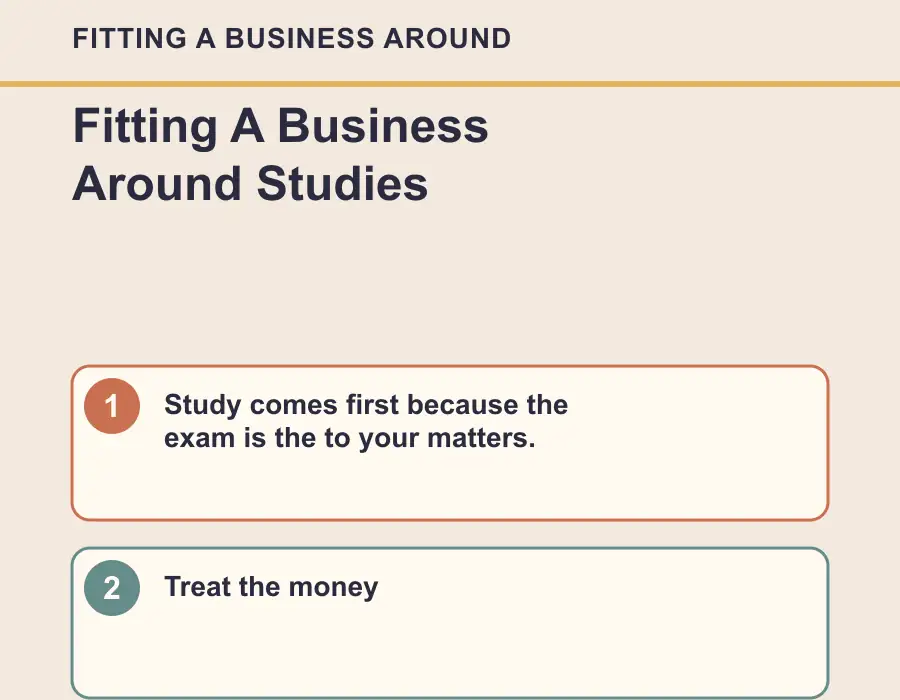 FITTING A BUSINESS AROUND
Fitting A Business
Around Studies
1
Study comes first because the
exam is the to your matters.
2
Treat the money